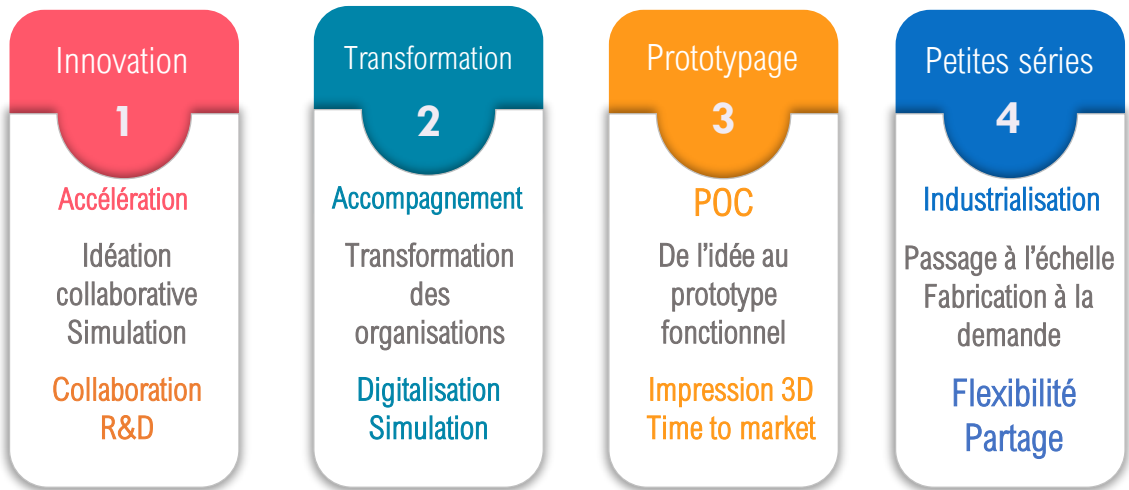 Innovation
1
Accélération
Idéation
collaborative
Simulation
Collaboration
R&D
Transformation
2
Accompagnement
Transformation
des
organisations
Digitalisation
Simulation
Prototypage
3
POC
De l'idée au
prototype
fonctionnel
Impression 3D
Time to market
Petites séries
4
Industrialisation
Passage à l'échelle
Fabrication à la
demande
Flexibilité
Partage